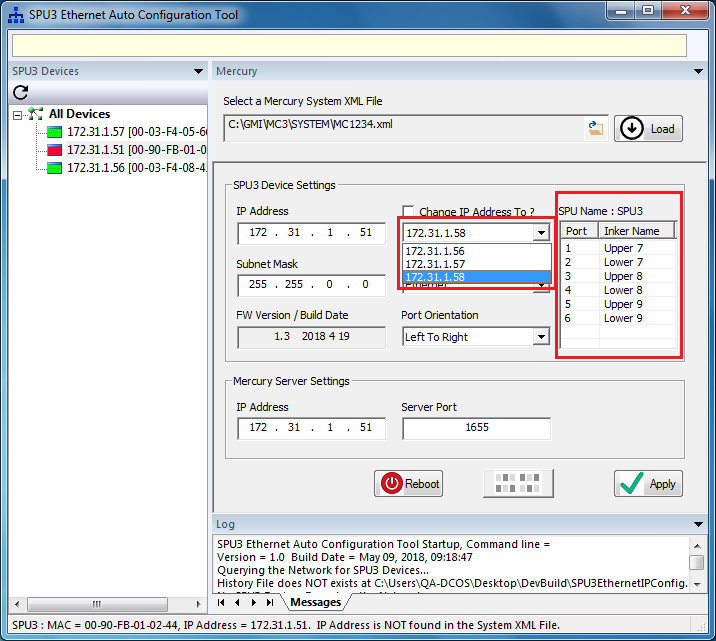 SPU3 Ethernet Auto Configuration Tool
SPU3 Devices
All Devices
172.31.1.57 [00-03-F4-05-6
172.31.1.51 [00-90-FB-01-0
172.31.1.56 [00-03-F4-08-4
Mercury
Select a Mercury System XML File
C:\GMI\MC3\SYSTEM\MC1234.xml
Load
SPU3 Device Settings
IP Address
172 . 31 . 1 . 51
Change IP Address To ?
172.31.1.58
172.31.1.56
172.31.1.57
172.31.1.58
Subnet Mask
255 . 255 . 0 . 0
Ethernet
FW Version / Build Date
1.3 2018 4 19
Port Orientation
Left To Right
SPU Name : SPU3
Port Inker Name
1 Upper 7
2 Lower 7
3 Upper 8
4 Lower 8
5 Upper 9
6 Lower 9
Mercury Server Settings
IP Address
172 . 31 . 1 . 51
Server Port
1655
Reboot
Apply
Log
SPU3 Ethernet Auto Configuration Tool Startup, Command line =
Version = 1.0 Build Date = May 09, 2018, 09:18:47
Querying the Network for SPU3 Devices...
History File does NOT exists at C:\Users\QA-DCOS\Desktop\DevBuild\SPU3EthernetIPConfig.
Messages
SPU3 : MAC = 00-90-FB-01-02-44, IP Address = 172.31.1.51. IP Address is NOT found in the System XML File.